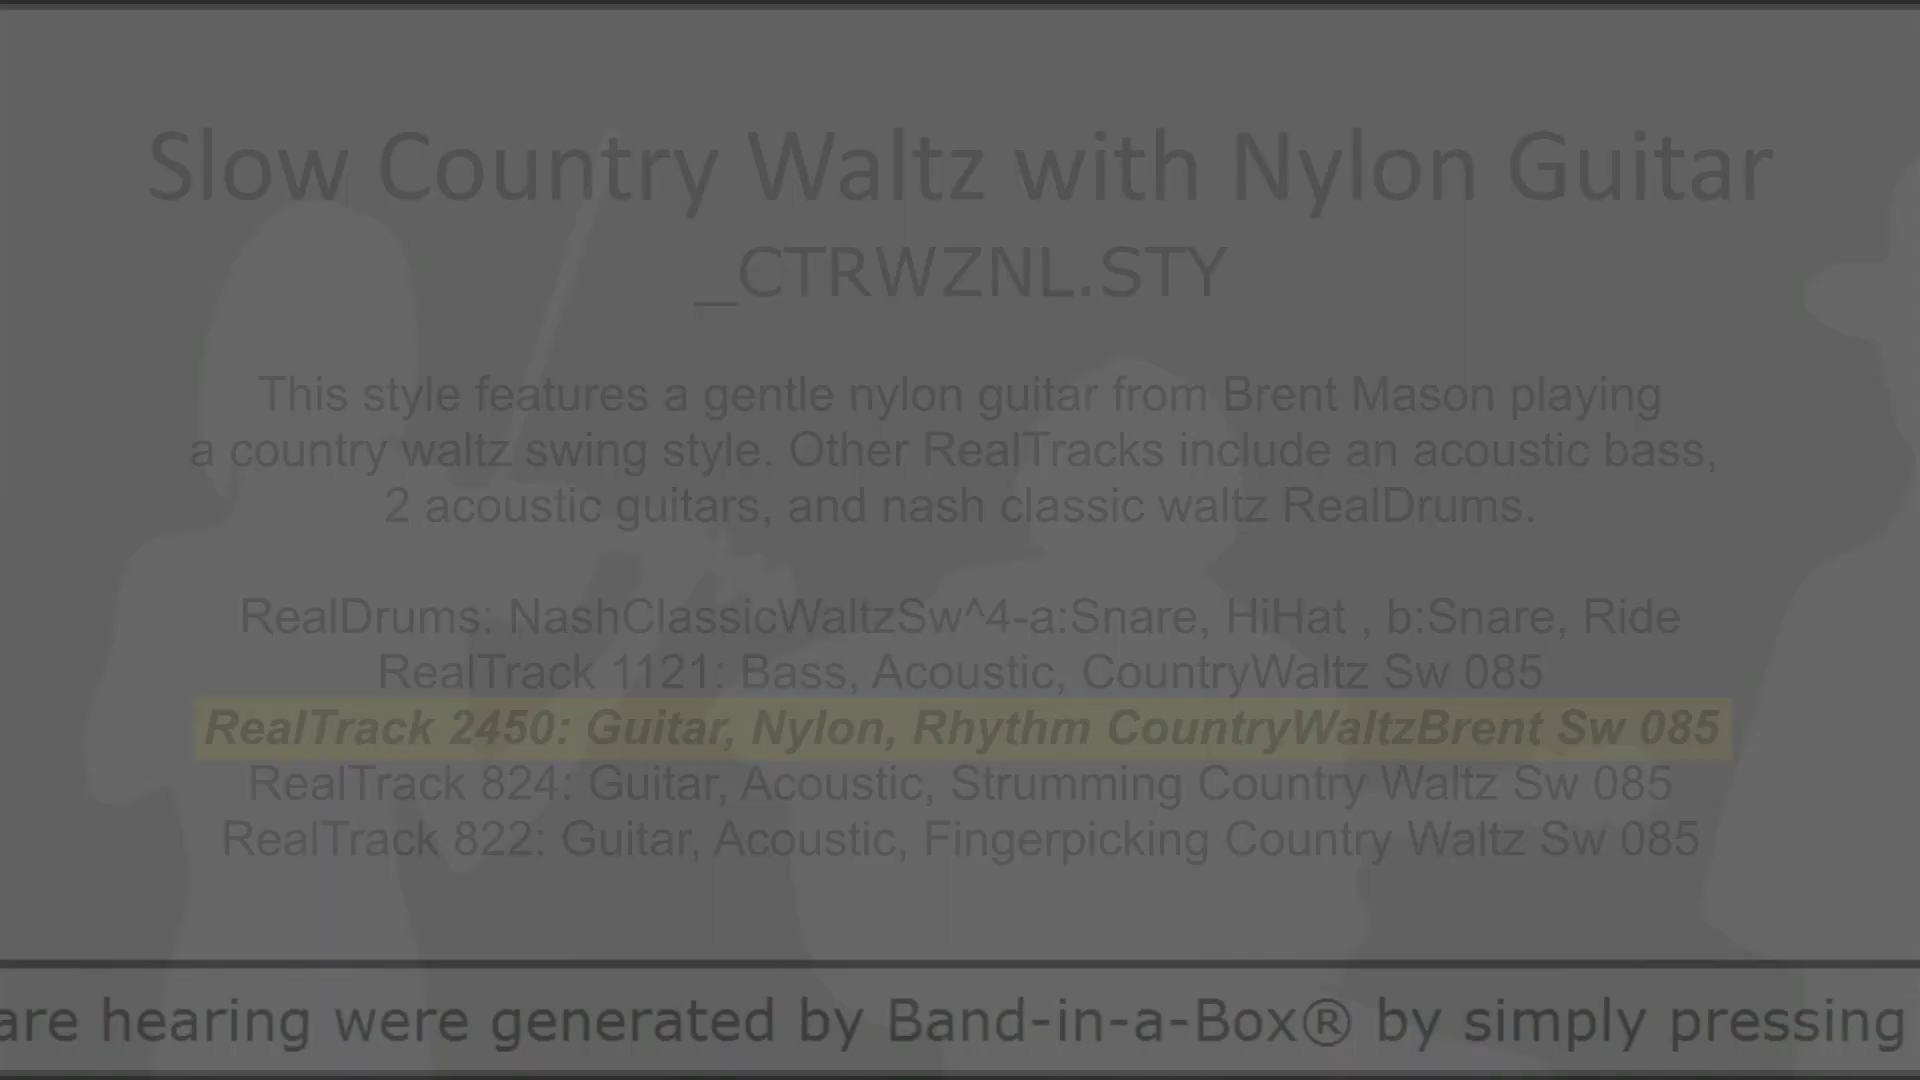 Slow Country Waltz with Nylon Guitar
_CTRWZNL.STY
This style features a gentle nylon guitar from Brent Mason playing
a country waltz swing style. Other RealTracks include an acoustic bass,
2 acoustic guitars, and nash classic waltz RealDrums.
RealDrums: NashClassicWaltzSw^4-a:Snare, HiHat , b:Snare, Ride
RealTrack 1121: Bass, Acoustic, CountryWaltz Sw 085
RealTrack 2450: Guitar, Nylon, Rhythm CountryWaltzBrent Sw 085
RealTrack 824: Guitar, Acoustic, Strumming Country Waltz Sw 085
RealTrack 822: Guitar, Acoustic, Fingerpicking Country Waltz Sw 085
are hearing were generated by Band-in-a-Box® by simply pressing